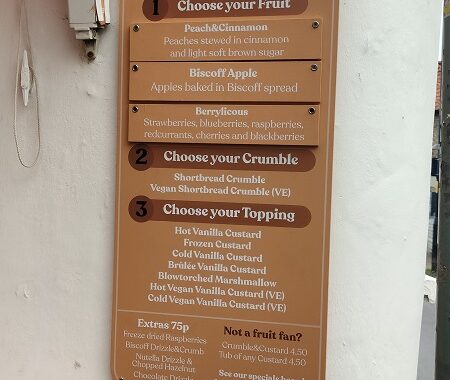 1 Choose your Fruit
Peach&Cinnamon
Peaches stewed in cinnamon
and light soft brown sugar
Biscoff Apple
Apples baked in Biscoff spread
Berrylicous
Strawberries, blueberries, raspberries,
redcurrants, cherries and blackberries
2 Choose your Crumble
Shortbread Crumble
Vegan Shortbread Crumble (VE)
3 Choose your Topping
Hot Vanilla Custard
Frozen Custard
Cold Vanilla Custard
Brûlée Vanilla Custard
Blowtorched Marshmallow
Hot Vegan Vanilla Custard (VE)
Cold Vegan Vanilla Custard (VE)
Extras 75p
Freeze dried Raspberries
Biscoff Drizzle&Crumb
Nutella Drizzle &
Chopped Hazelnut
Chocolate Drizzle
Not a fruit fan?
Crumble&Custard 4.50
Tub of any Custard 4.50
See our specials